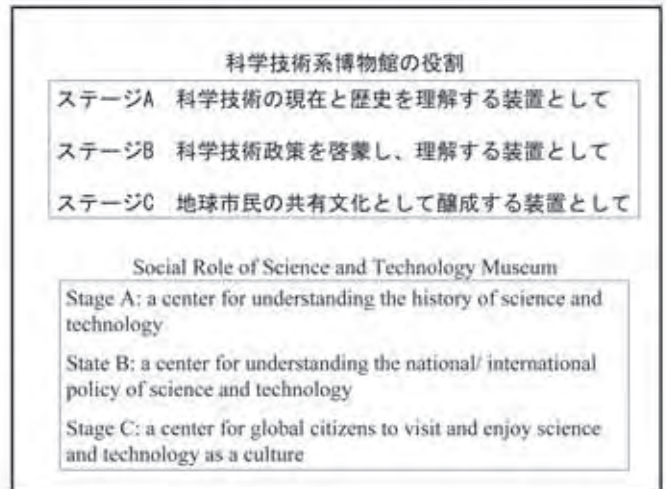 科学技術系博物館の役割
ステージA 科学技術の現在と歴史を理解する装置として
ステージB 科学技術政策を啓蒙し、理解する装置として
ステージC 地球市民の共有文化として醸成する装置として
Social Role of Science and Technology Museum
Stage A: a center for understanding the history of science and
technology
State B: a center for understanding the national/ international
policy of science and technology
Stage C: a center for global citizens to visit and enjoy science
and technology as a culture